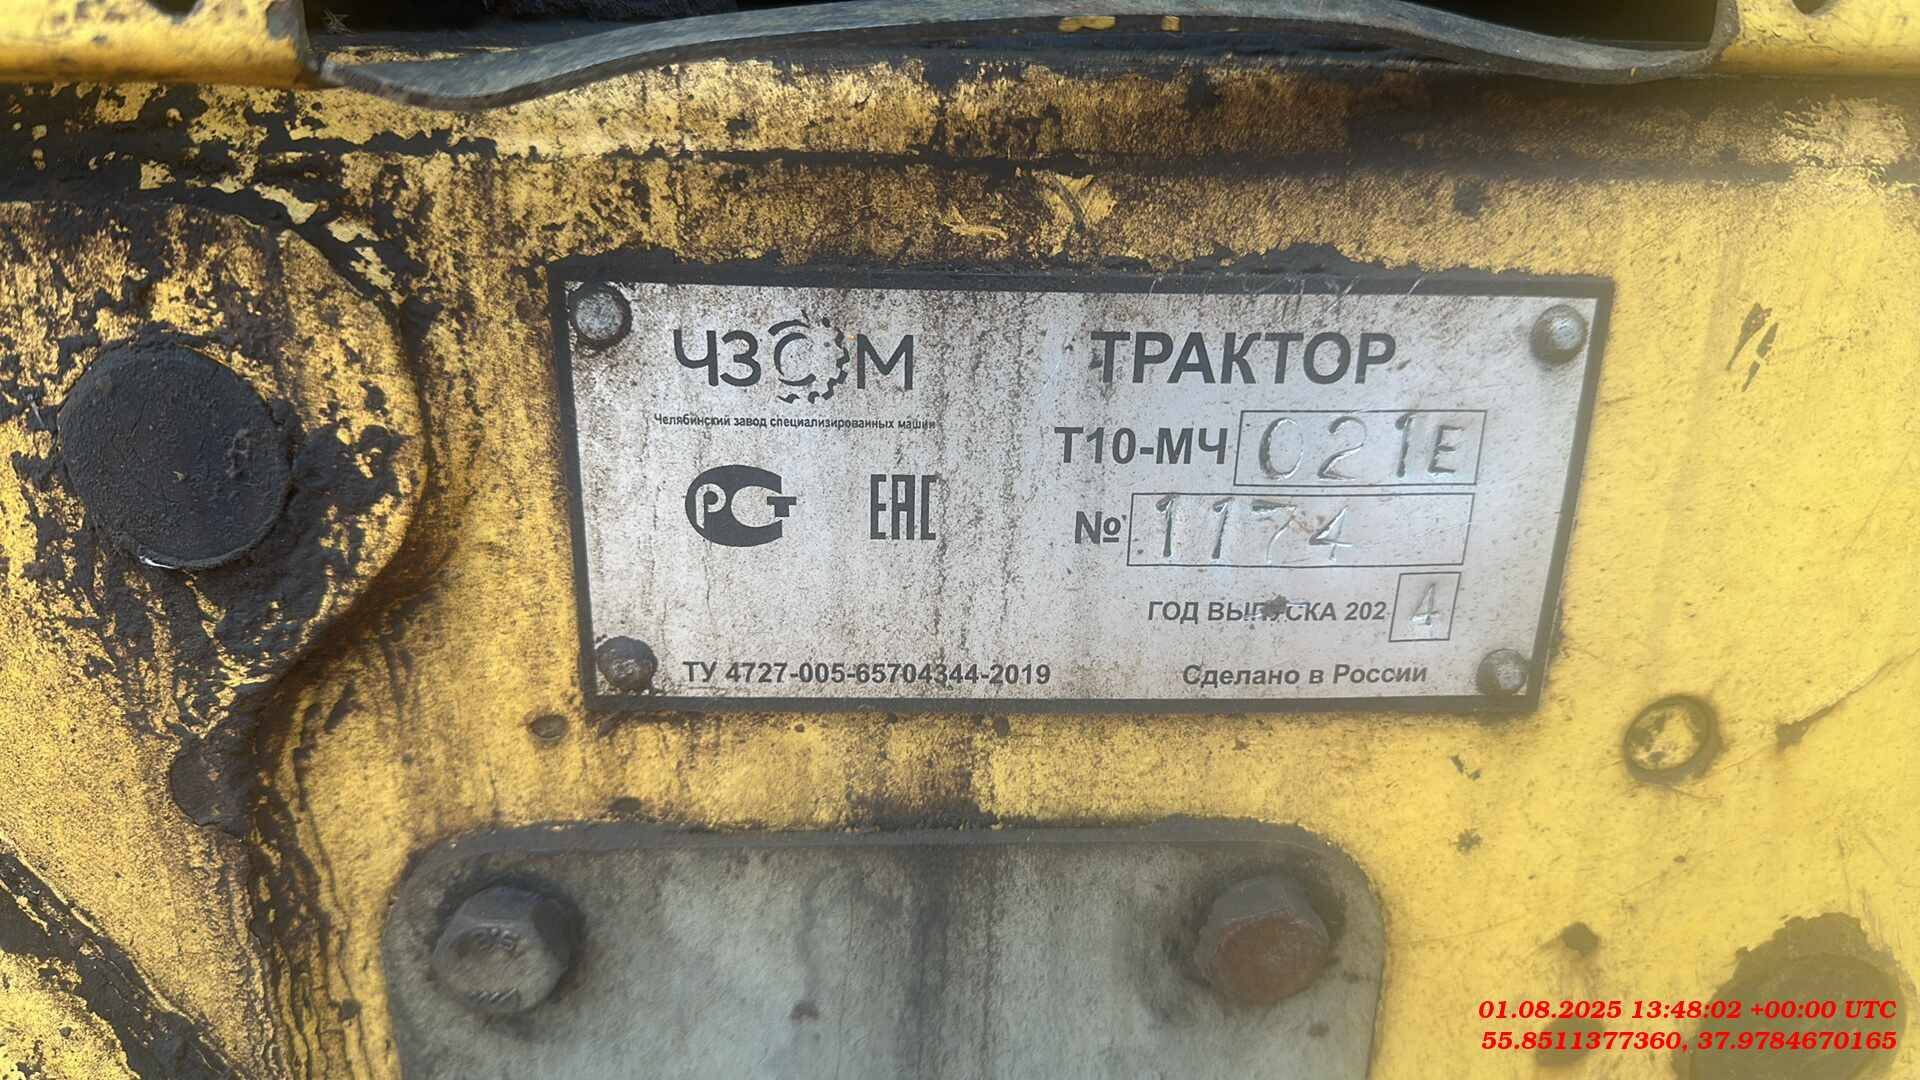 ЧЗСМ
Челябинский завод специализированных машин
РСТ
ЕАС
ТРАКТОР
Т10-МЧ 021Е
№ 1174
ГОД ВЫПУСКА 2024
ТУ 4727-005-65704344-2019
Сделано в России
01.08.2025 13:48:02 +00:00 UTC
55.8511377360, 37.9784670165